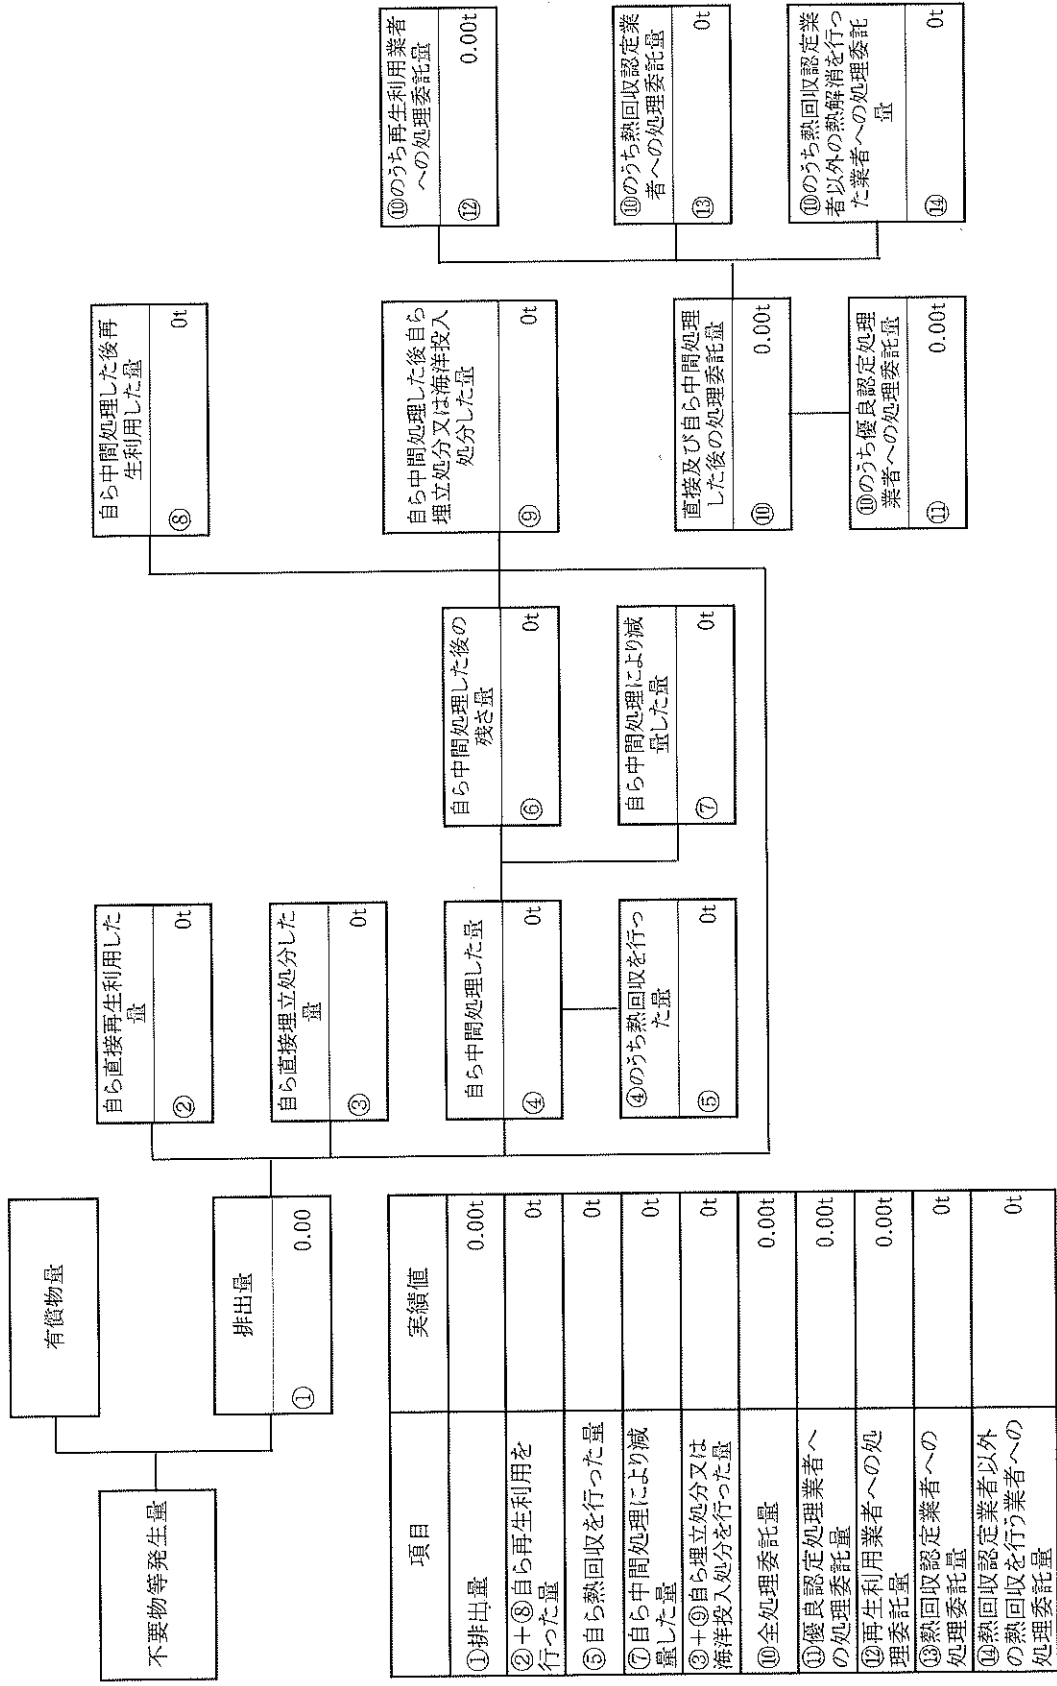 不要物等発生量
有償物量
排出量
① 0.00
自ら直接再生利用した
量
② 0t
自ら直接埋立処分した
量
③ 0t
自ら中間処理した量
④ 0t
④のうち熱回収を行っ
た量
⑤ 0t
自ら中間処理した後の
残さ量
⑥ 0t
自ら中間処理により減
量した量
⑦ 0t
自ら中間処理した後再
生利用した量
⑧ 0t
自ら中間処理した後自ら
埋立処分又は海洋投入
処分した量
⑨ 0t
直接及び自ら中間処理
した後の処理委託量
⑩ 0.00t
⑩のうち優良認定処理
業者への処理委託量
⑪ 0.00t
⑩のうち再生利用業者
への処理委託量
⑫ 0.00t
⑩のうち熱回収認定業
者への処理委託量
⑬ 0t
⑩のうち熱回収認定業
者以外の熱解消を行っ
た業者への処理委託
量
⑭ 0t
項目 実績値
①排出量 0.00t
②+⑧自ら再生利用を
行った量 0t
⑤自ら熱回収を行った量 0t
⑦自ら中間処理により減
量した量 0t
③+⑨自ら埋立処分又は
海洋投入処分を行った量 0t
⑩全処理委託量 0.00t
⑪優良認定処理業者へ
の処理委託量 0.00t
⑫再生利用業者への処
理委託量 0.00t
⑬熱回収認定業者への
処理委託量 0t
⑭熱回収認定業者以外
の熱回収を行う業者への
処理委託量 0t